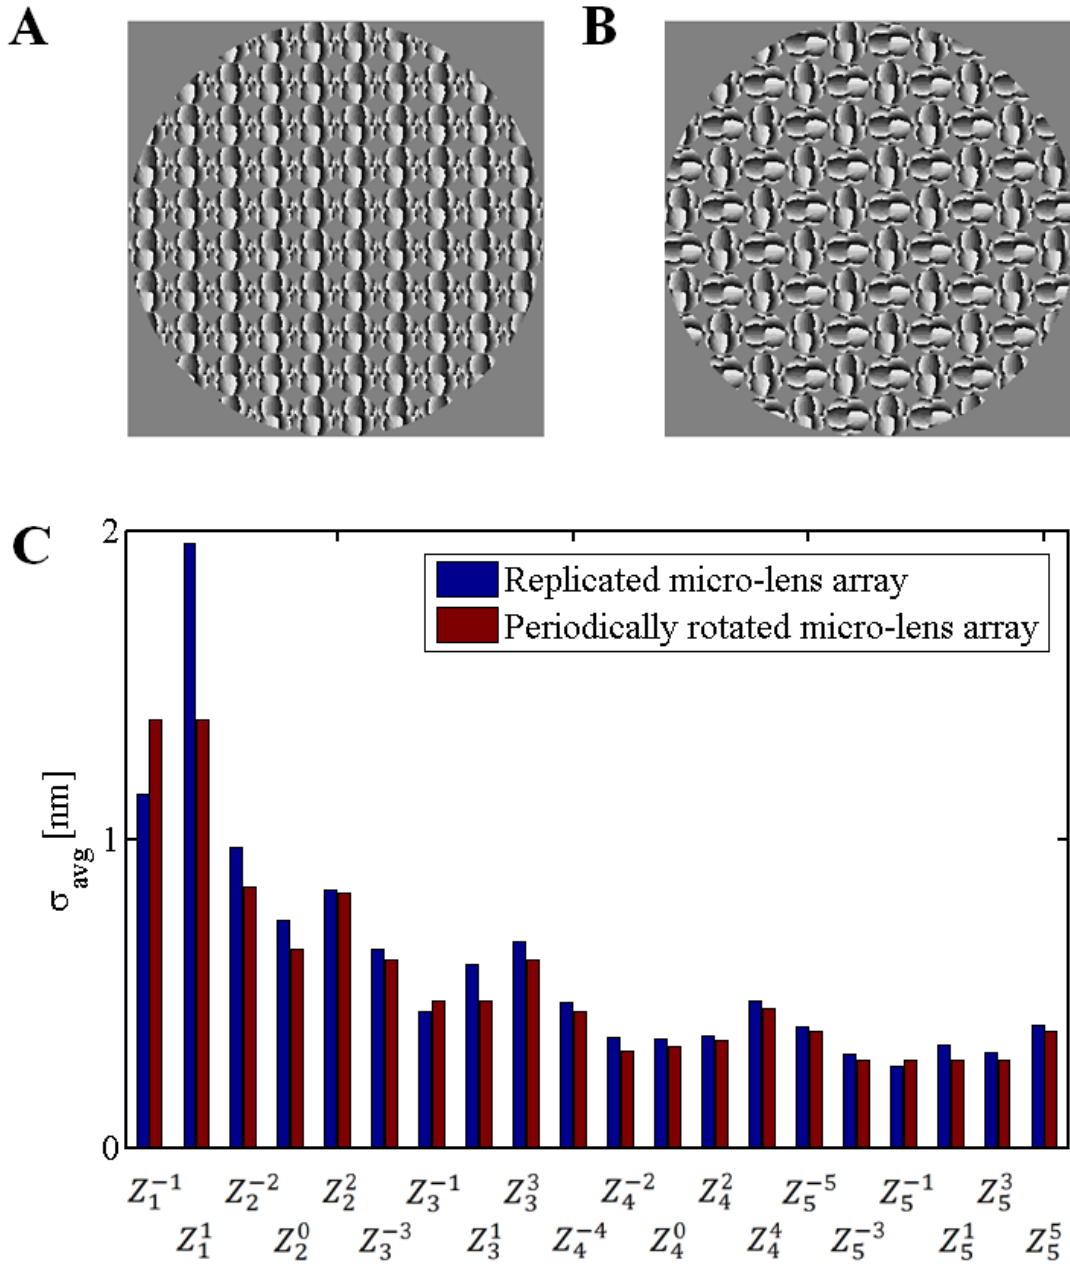 A B
C
2
Replicated micro-lens array
Periodically rotated micro-lens array
σavg [nm]
1
0
Z₁⁻¹ Z₂⁻² Z₂² Z₃⁻¹ Z₃³ Z₄⁻² Z₄² Z₅⁻⁵ Z₅⁻¹ Z₅³
Z₁¹ Z₂⁰ Z₃⁻³ Z₃¹ Z₄⁻⁴ Z₄⁰ Z₄⁴ Z₅⁻³ Z₅¹ Z₅⁵